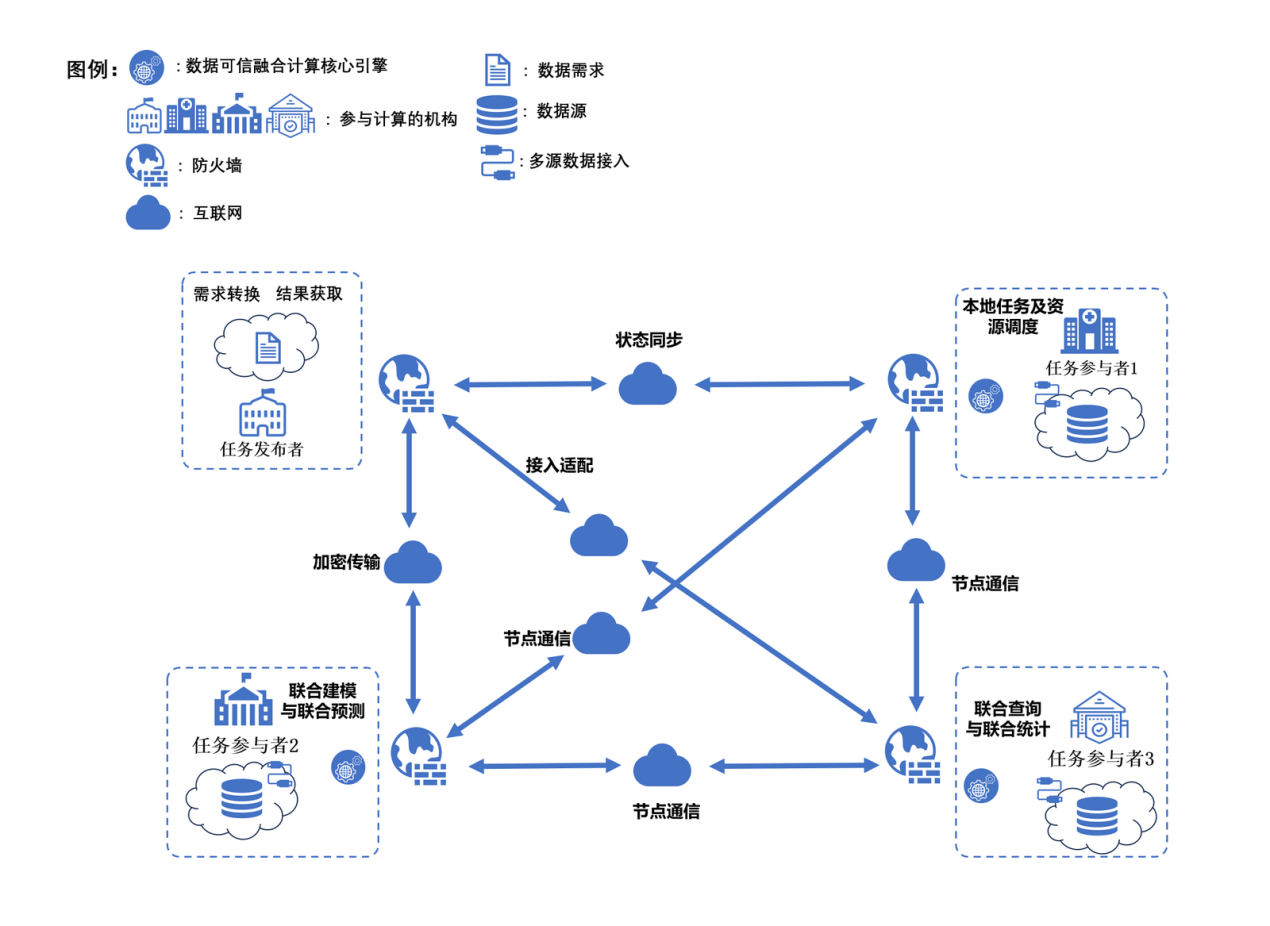 图例：
：数据可信融合计算核心引擎
：数据需求
：参与计算的机构
：数据源
：防火墙
：多源数据接入
：互联网
需求转换 结果获取
任务发布者
状态同步
本地任务及资
源调度
任务参与者1
接入适配
加密传输
节点通信
节点通信
联合建模
与联合预测
任务参与者2
联合查询
与联合统计
任务参与者3
节点通信